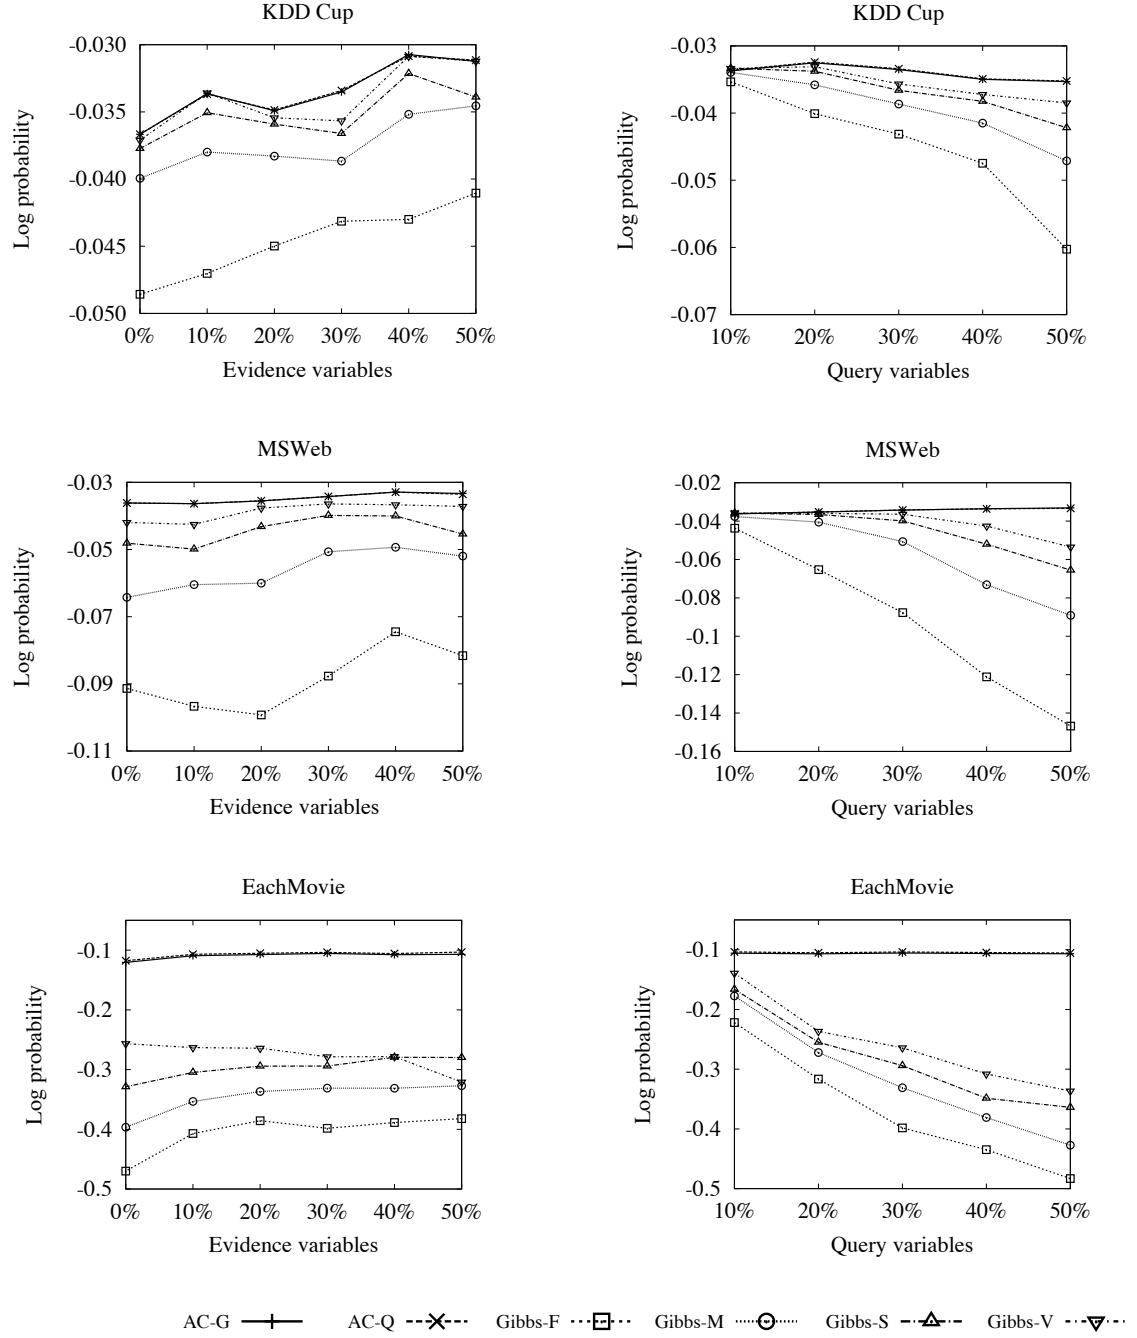 KDD Cup
-0.030
-0.035
-0.040
-0.045
-0.050
0% 10% 20% 30% 40% 50%
Log probability
Evidence variables
KDD Cup
-0.03
-0.04
-0.05
-0.06
-0.07
10% 20% 30% 40% 50%
Log probability
Query variables
MSWeb
-0.03
-0.05
-0.07
-0.09
-0.11
0% 10% 20% 30% 40% 50%
Log probability
Evidence variables
MSWeb
-0.02
-0.04
-0.06
-0.08
-0.1
-0.12
-0.14
-0.16
10% 20% 30% 40% 50%
Log probability
Query variables
EachMovie
-0.1
-0.2
-0.3
-0.4
-0.5
0% 10% 20% 30% 40% 50%
Log probability
Evidence variables
EachMovie
-0.1
-0.2
-0.3
-0.4
-0.5
10% 20% 30% 40% 50%
Log probability
Query variables
AC-G AC-Q Gibbs-F Gibbs-M Gibbs-S Gibbs-V